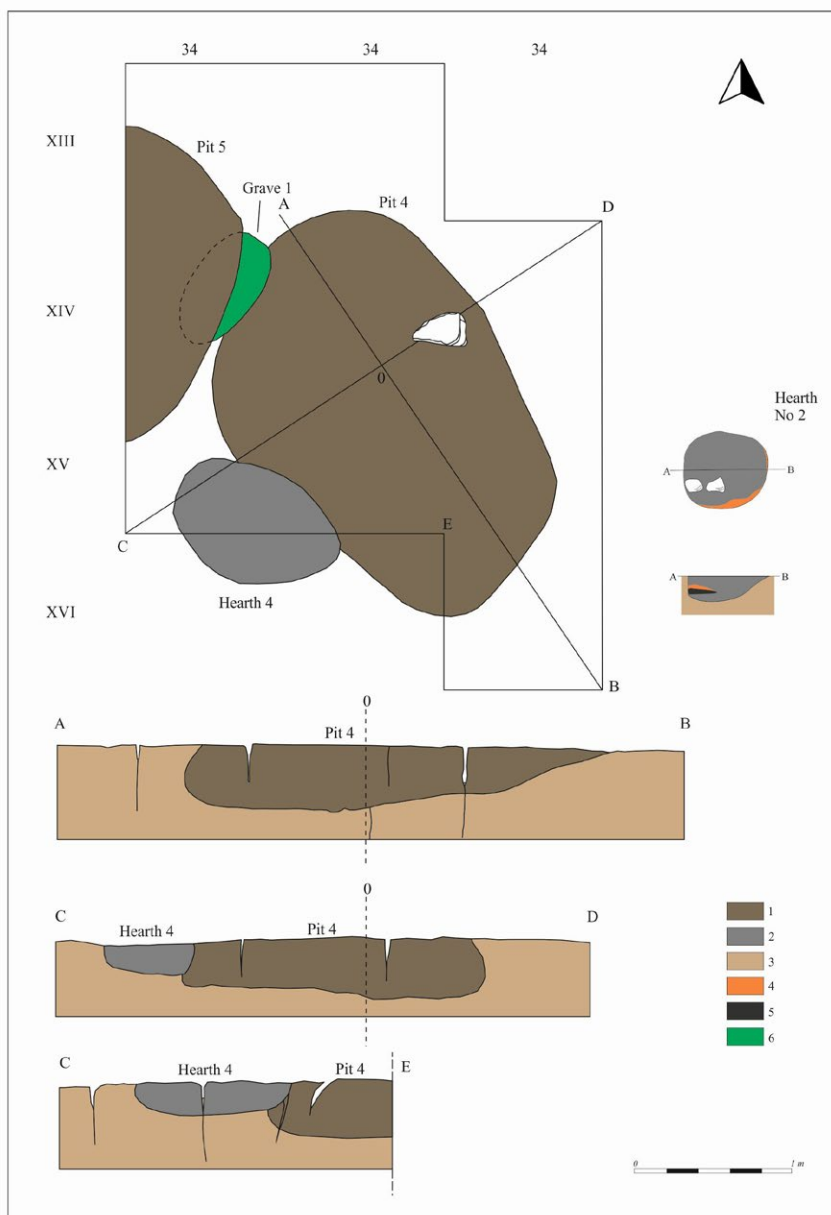 34 34 34
XIII
Pit 5
Grave 1
A
Pit 4
D
XIV
0
Hearth
No 2
XV
A B
E
C
A B
Hearth 4
XVI
B
0
A Pit 4 B
0
C Hearth 4 Pit 4 D
1
2
3
4
5
6
C Hearth 4 Pit 4 E
0 1 m